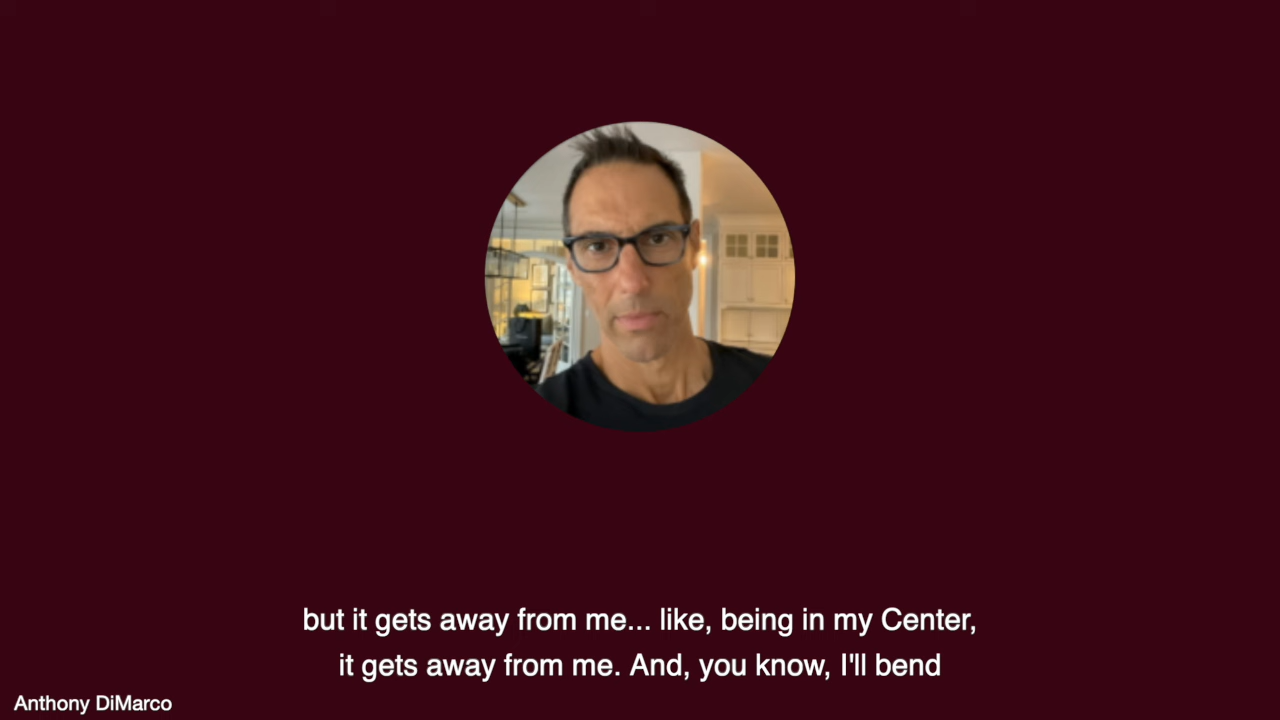 but it gets away from me... like, being in my Center,
it gets away from me. And, you know, I'll bend
Anthony DiMarco